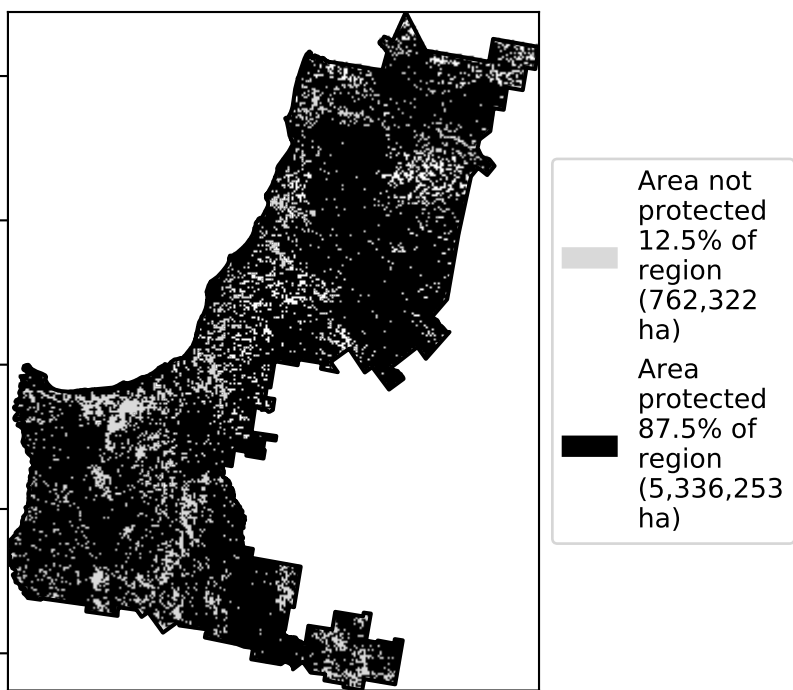 Area not
protected
12.5% of
region
(762,322
ha)
Area
protected
87.5% of
region
(5,336,253
ha)